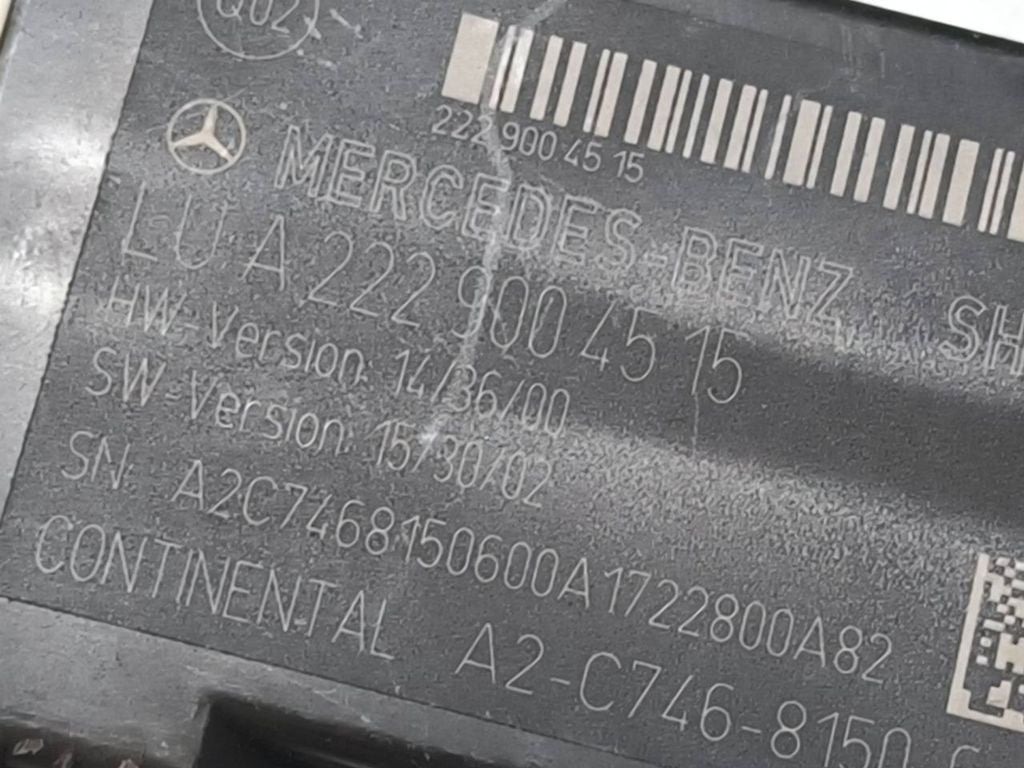 Q02
222 900 45 15
MERCEDES-BENZ SH
L-U A 222 900 45 15
HW-Version: 14/36/00
SW-Version: 15/30/02
SN: A2C7468150600A1722800A82
CONTINENTAL A2-C746-8150